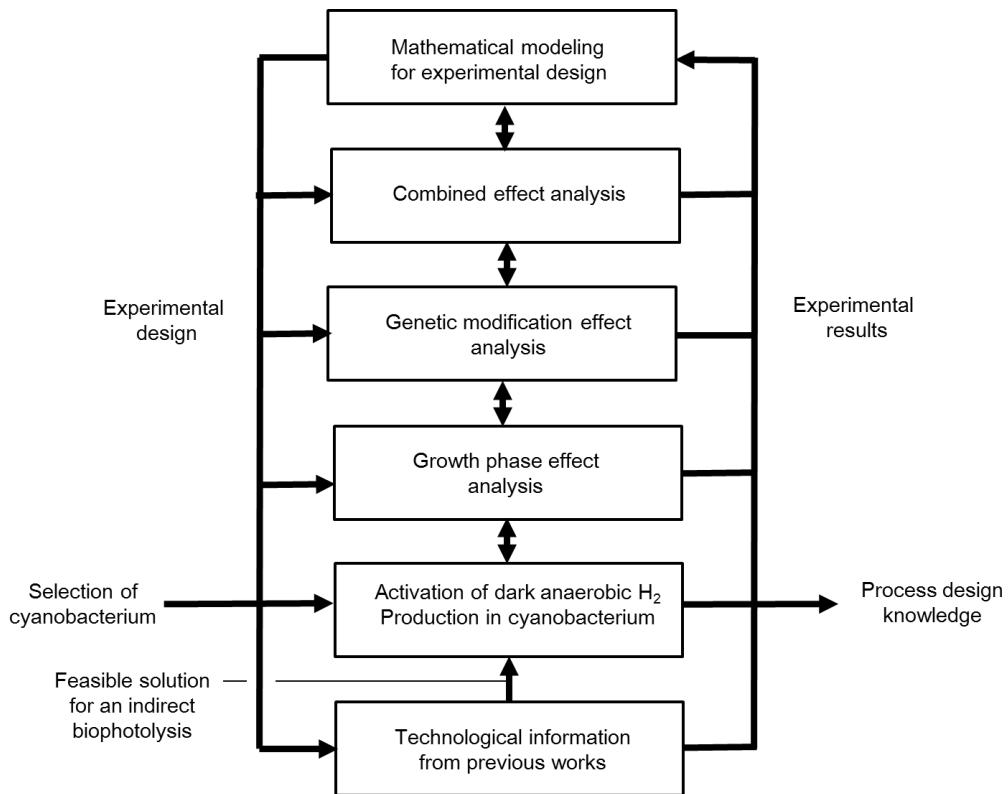 Mathematical modeling
for experimental design
Combined effect analysis
Experimental
design
Genetic modification effect
analysis
Experimental
results
Growth phase effect
analysis
Selection of
cyanobacterium
Activation of dark anaerobic H₂
Production in cyanobacterium
Process design
knowledge
Feasible solution
for an indirect
biophotolysis
Technological information
from previous works